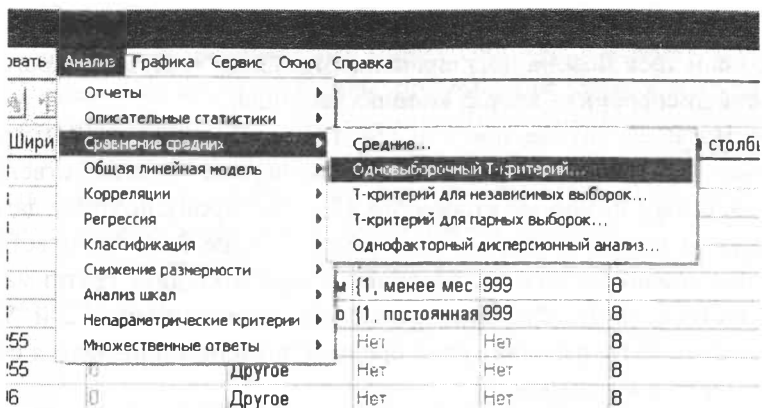 овать Анализ Графика Сервис Окно Справка
Отчеты
Описательные статистики
Шири Сравнение средних Средние... столбц
Общая линейная модель Одновыборочный Т-критерий...
Корреляции Т-критерий для независимых выборок...
Регрессия Т-критерий для парных выборок...
Классификация Однофакторный дисперсионный анализ...
Снижение размерности м {1, менее мес 999 8
Анализ шкал
Непараметрические критерии о {1, постоянная 999 8
255 Множественные ответы Нет Нет 8
255 0 Другое Нет Нет 8
06 0 Другое Нет Нет 8